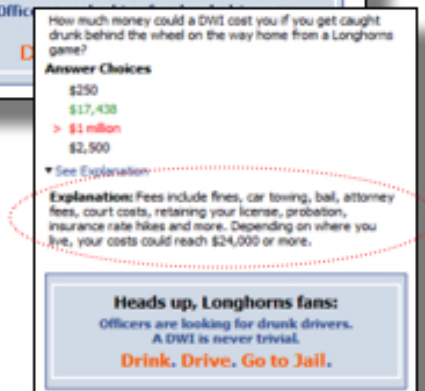 Office
D
How much money could a DWI cost you if you get caught
drunk behind the wheel on the way home from a Longhorns
game?
Answer Choices
$250
$17,438
> $1 million
$2,500
▼ See Explanation
Explanation: Fees include fines, car towing, bail, attorney
fees, court costs, retaining your license, probation,
insurance rate hikes and more. Depending on where you
live, your costs could reach $24,000 or more.
Heads up, Longhorns fans:
Officers are looking for drunk drivers.
A DWI is never trivial.
Drink. Drive. Go to Jail.